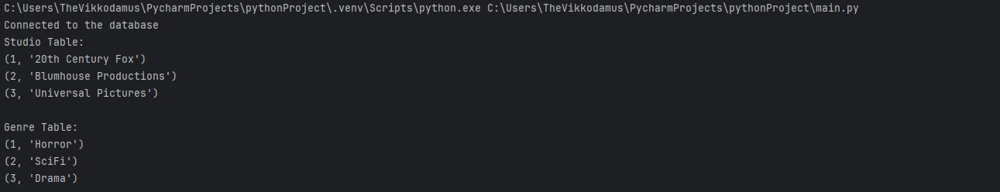 C:\Users\TheVikkodamus\PycharmProjects\pythonProject\.venv\Scripts\python.exe C:\Users\TheVikkodamus\PycharmProjects\pythonProject\main.py
Connected to the database
Studio Table:
(1, '20th Century Fox')
(2, 'Blumhouse Productions')
(3, 'Universal Pictures')
Genre Table:
(1, 'Horror')
(2, 'SciFi')
(3, 'Drama')